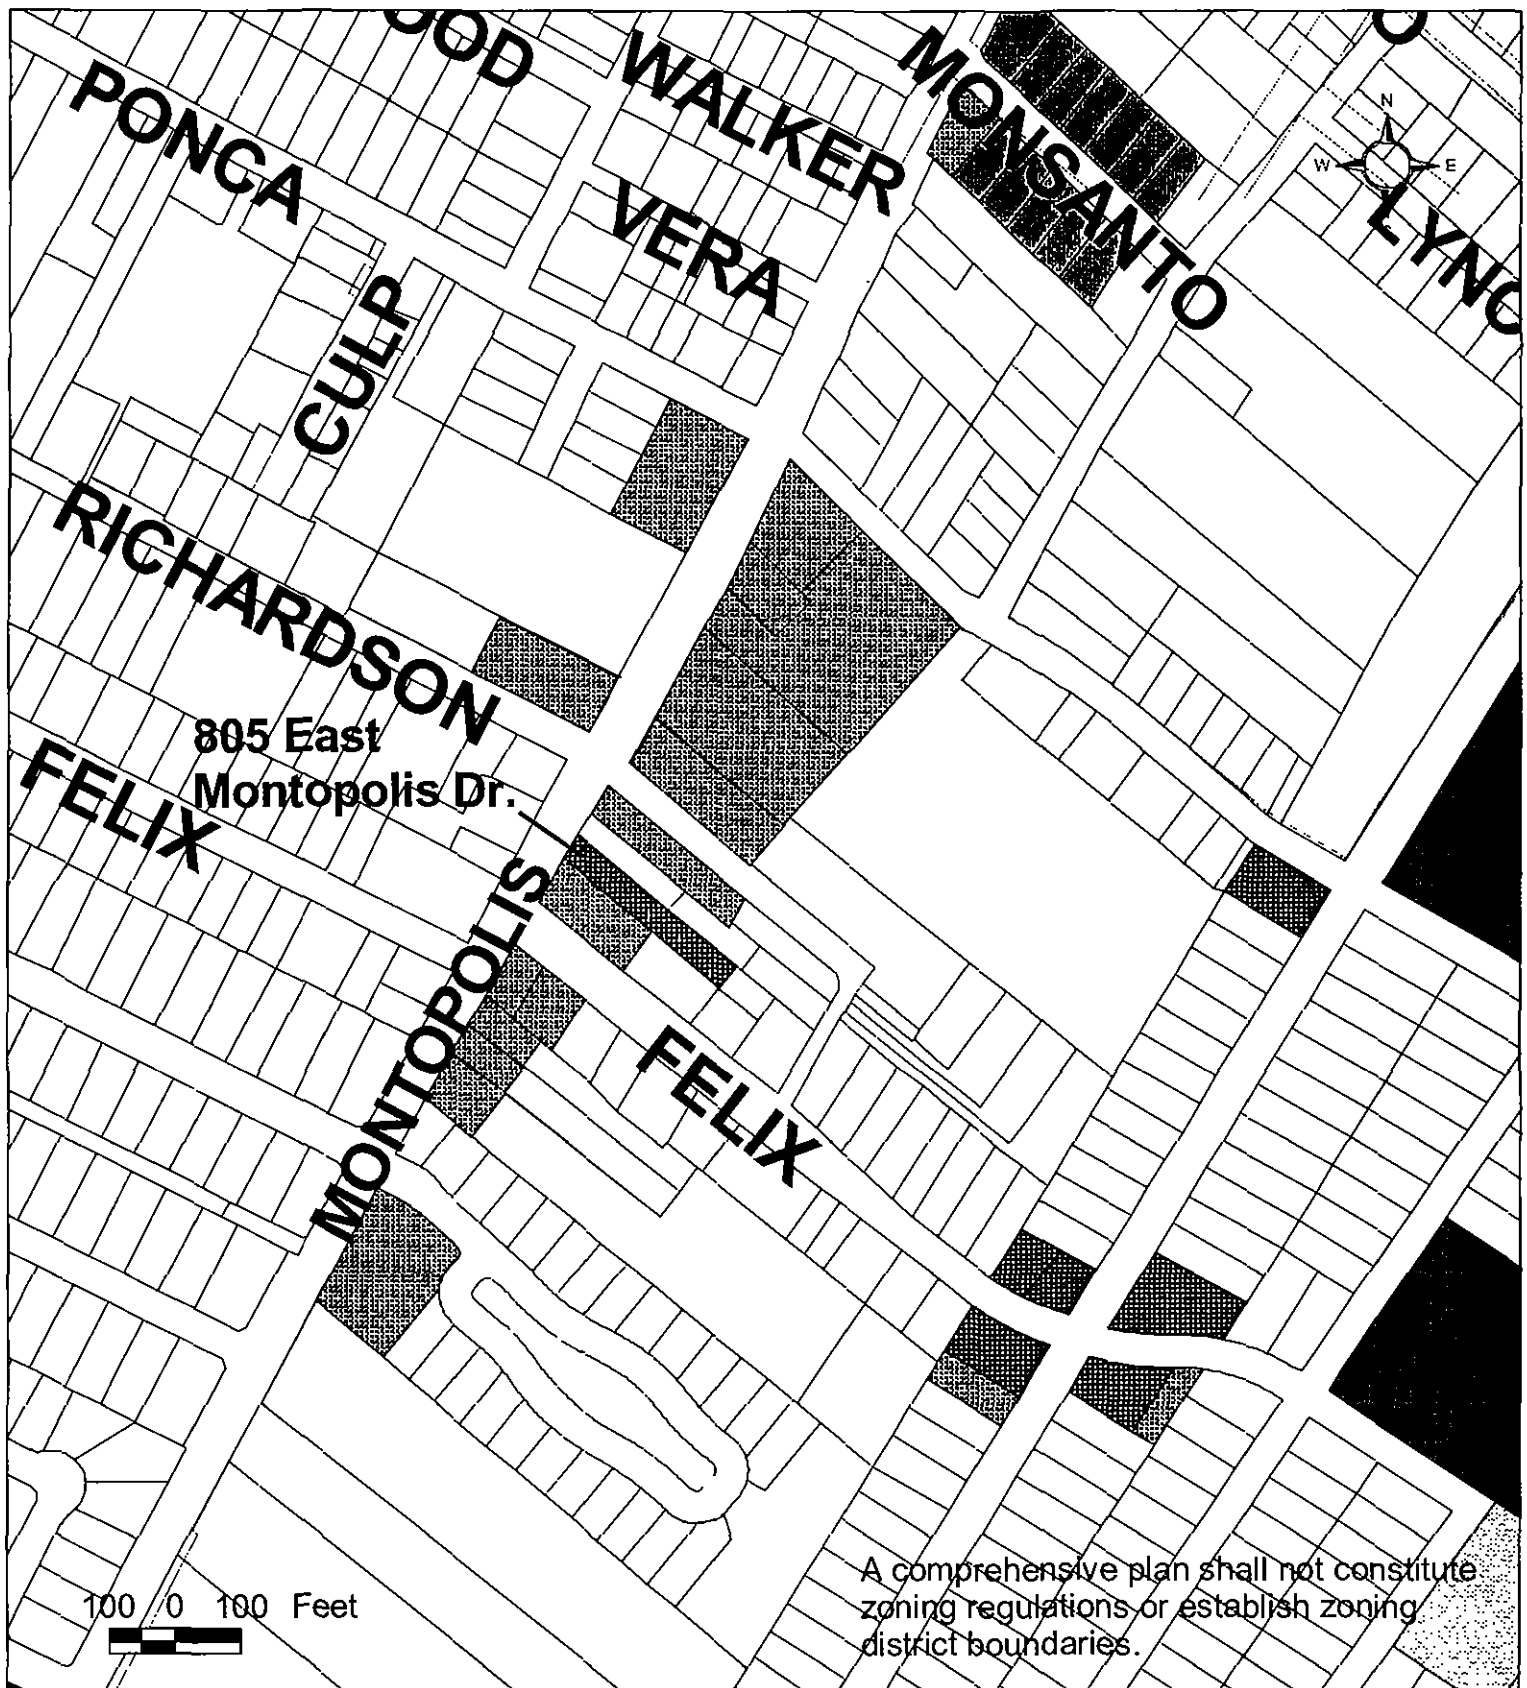 OOD
WALKER
MONSANTO
O
PONCA
N
W E
LYNC
VERA
CULP
RICHARDSON
805 East
Montopolis Dr.
FELIX
MONTOPOLIS
FELIX
A comprehensive plan shall not constitute
zoning regulations or establish zoning
district boundaries.
100 0 100 Feet